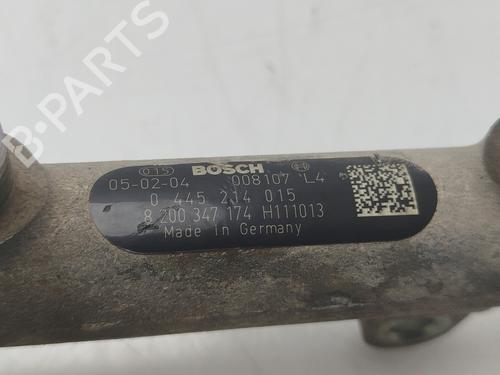 B-PARTS
015 BOSCH
05-02-04 008107 L4
0 445 214 015
8 200 347 174 H111013
Made in Germany